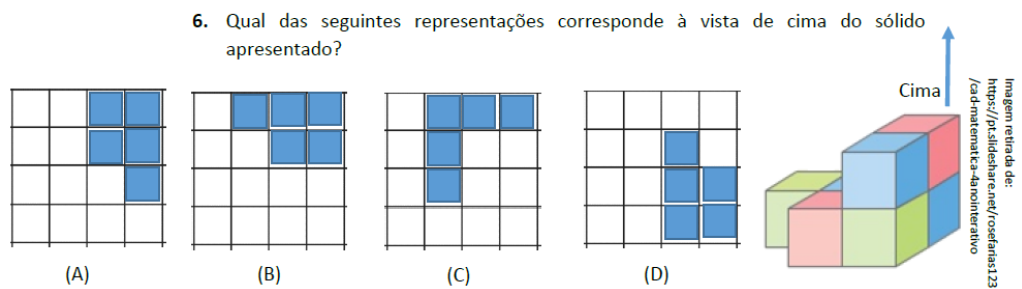 6. Qual das seguintes representações corresponde à vista de cima do sólido
apresentado?
Cima
(A)
(B)
(C)
(D)
Imagem retirada de:
https://pt.slideshare.net/rosefarias123
/cad-matematica-4anointerativo